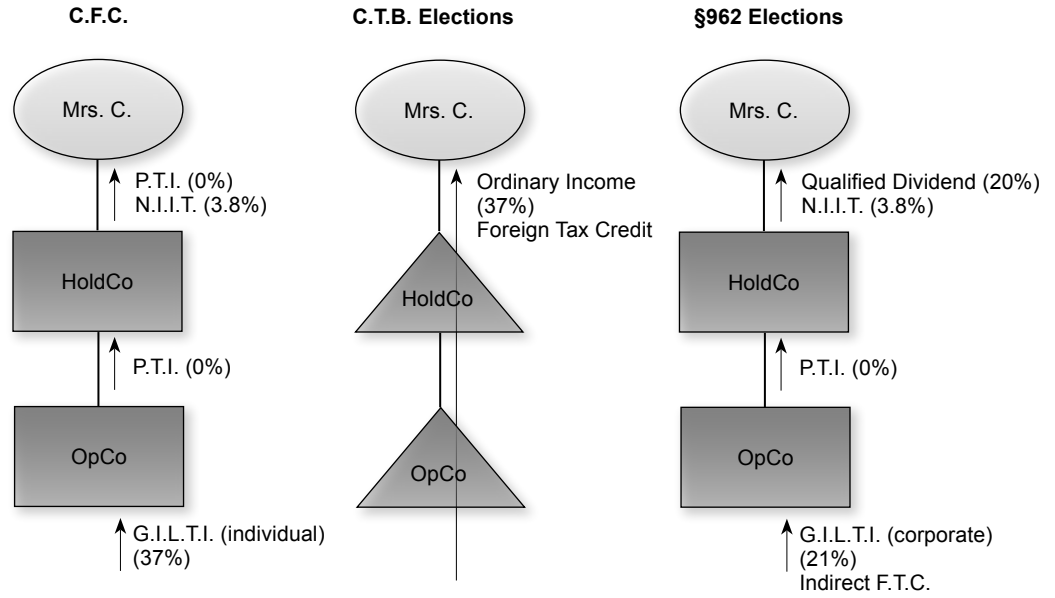 C.F.C.
Mrs. C.
P.T.I. (0%)
N.I.I.T. (3.8%)
HoldCo
P.T.I. (0%)
OpCo
G.I.L.T.I. (individual)
(37%)
C.T.B. Elections
Mrs. C.
Ordinary Income
(37%)
Foreign Tax Credit
HoldCo
OpCo
§962 Elections
Mrs. C.
Qualified Dividend (20%)
N.I.I.T. (3.8%)
HoldCo
P.T.I. (0%)
OpCo
G.I.L.T.I. (corporate)
(21%)
Indirect F.T.C.